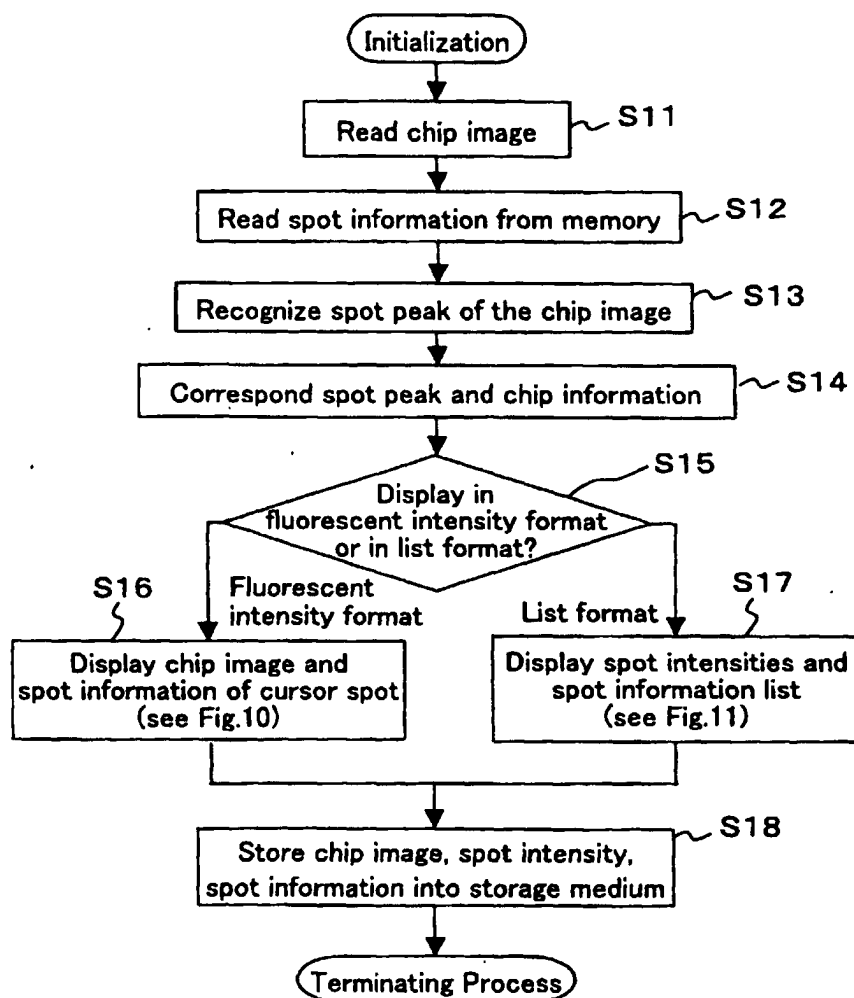 Initialization
Read chip image
S11
Read spot information from memory
S12
Recognize spot peak of the chip image
S13
Correspond spot peak and chip information
S14
S15
Display in
fluorescent intensity format
or in list format?
S16
Fluorescent
intensity format
S17
List format
Display chip image and
spot information of cursor spot
(see Fig.10)
Display spot intensities and
spot information list
(see Fig.11)
S18
Store chip image, spot intensity,
spot information into storage medium
Terminating Process